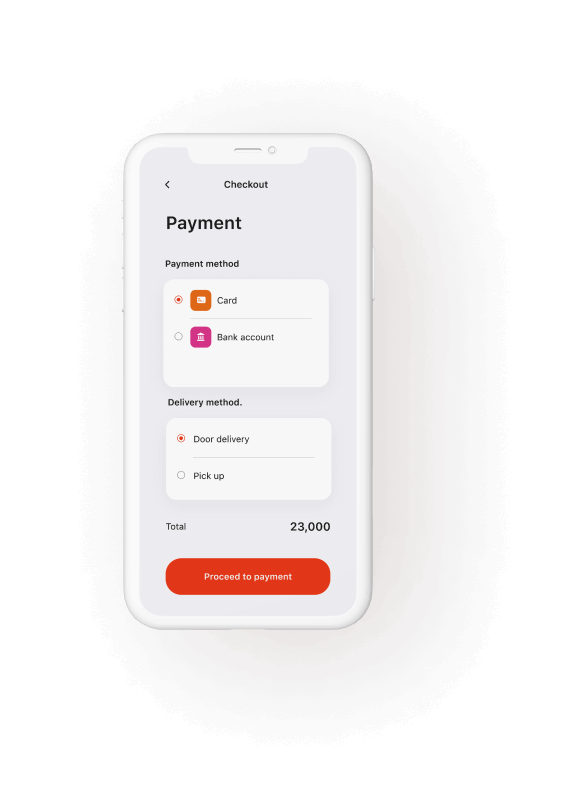 Checkout
Payment
Payment method
Card
Bank account
Delivery method.
Door delivery
Pick up
Total 23,000
Proceed to payment